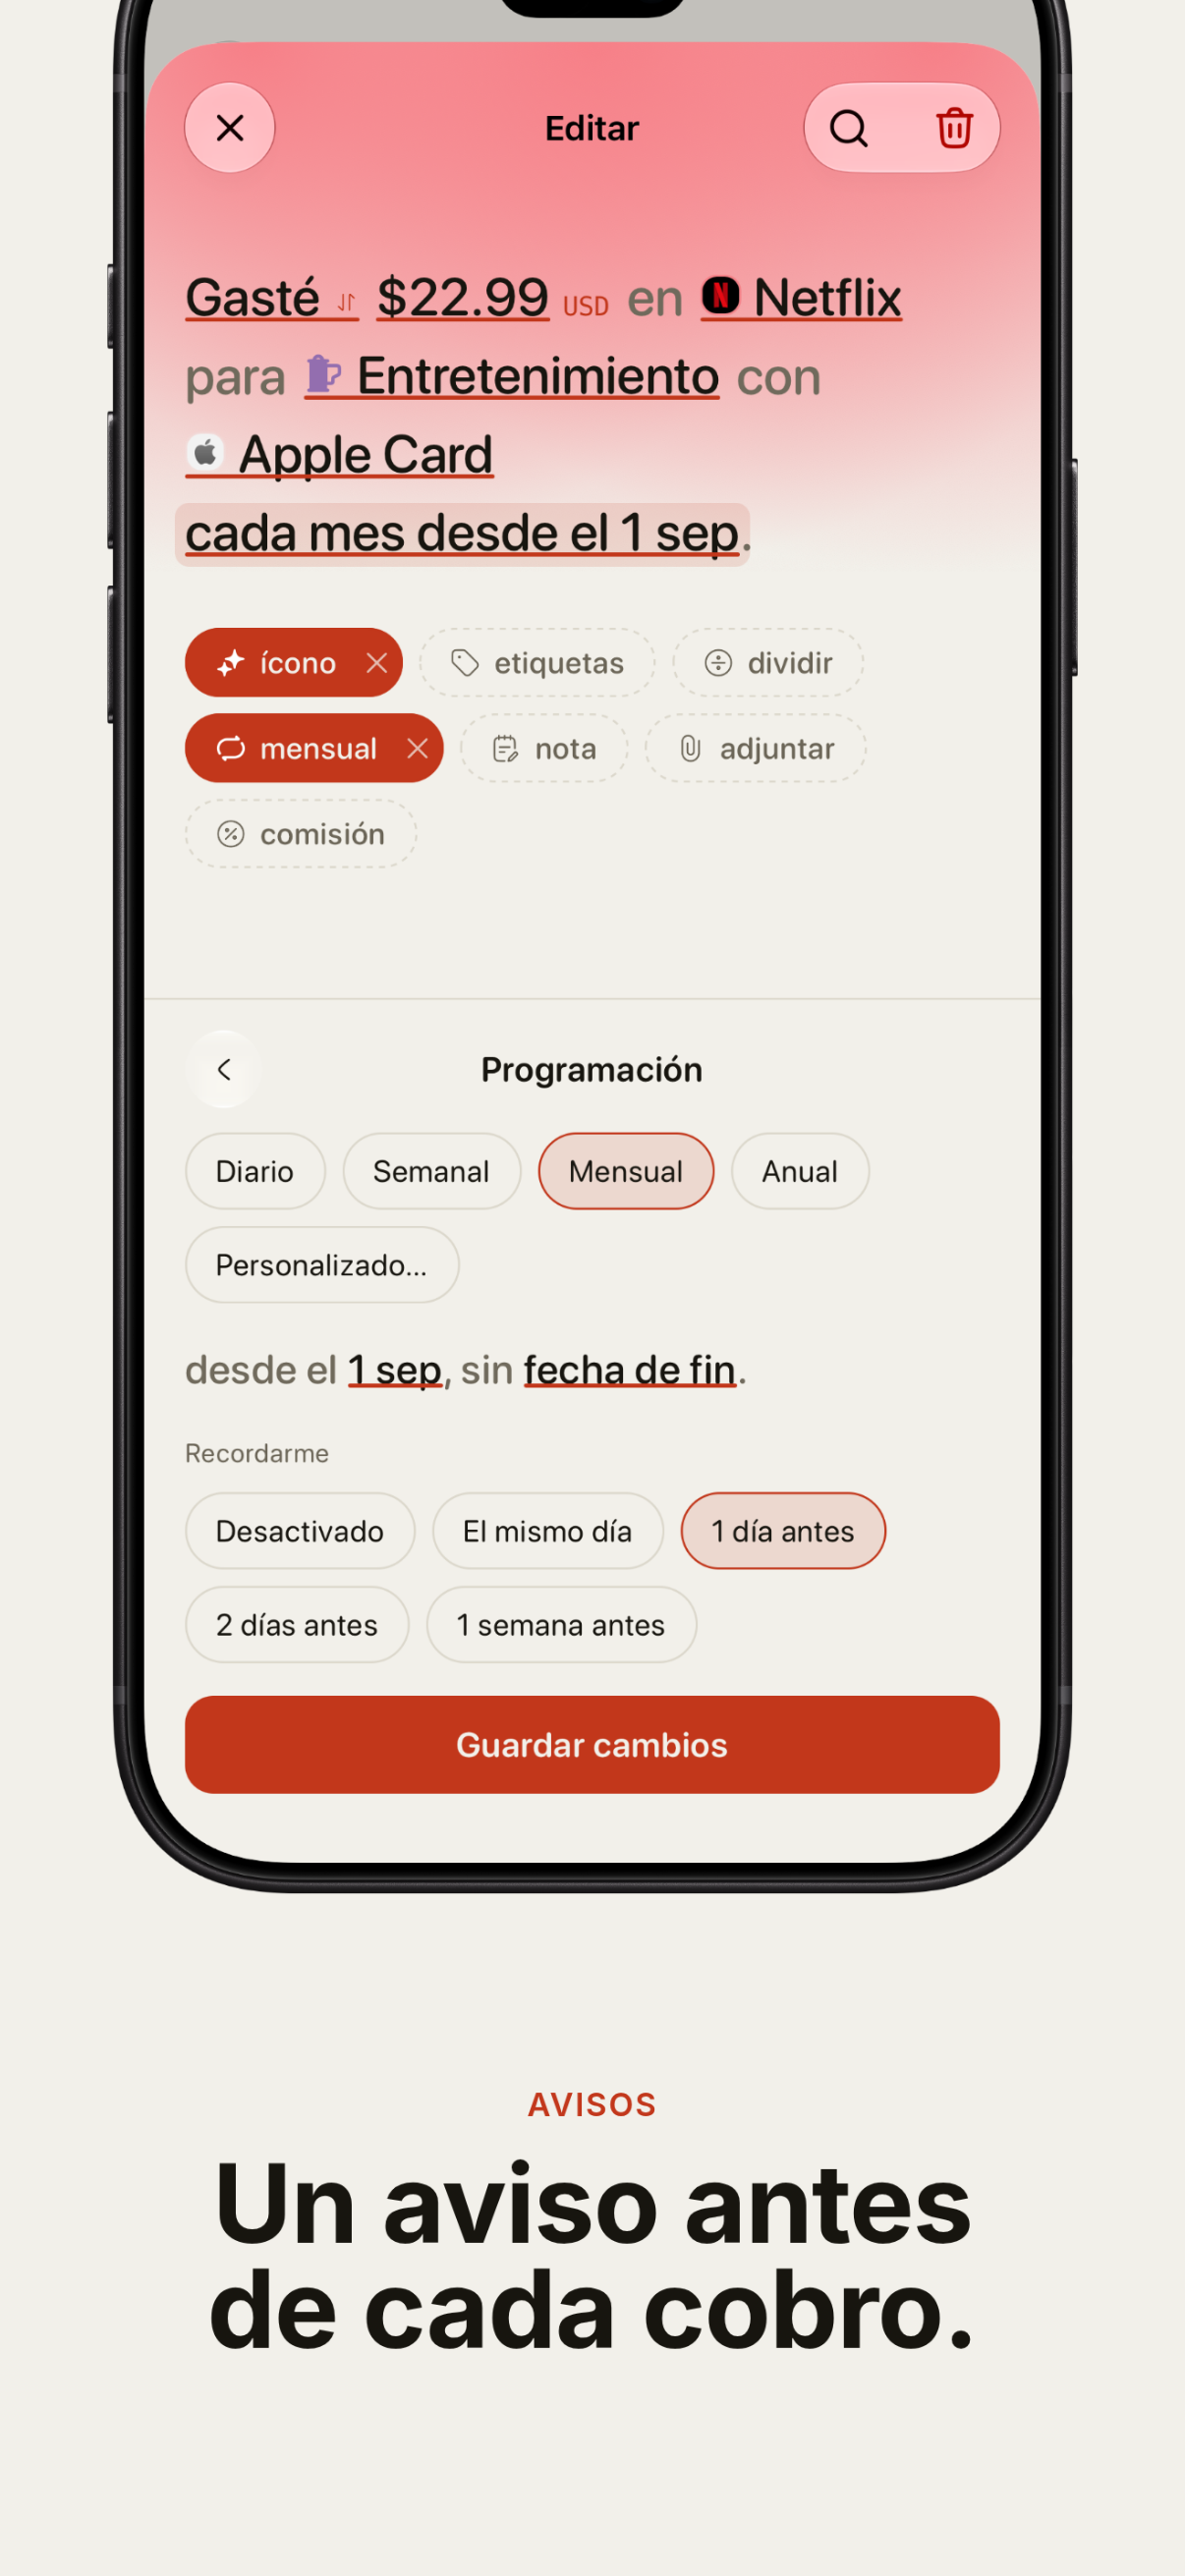 Editar
Gasté $22.99 USD en Netflix
para Entretenimiento con
Apple Card
cada mes desde el 1 sep.
ícono etiquetas dividir
mensual nota adjuntar
comisión
Programación
Diario Semanal Mensual Anual
Personalizado...
desde el 1 sep, sin fecha de fin.
Recordarme
Desactivado El mismo día 1 día antes
2 días antes 1 semana antes
Guardar cambios
AVISOS
Un aviso antes
de cada cobro.